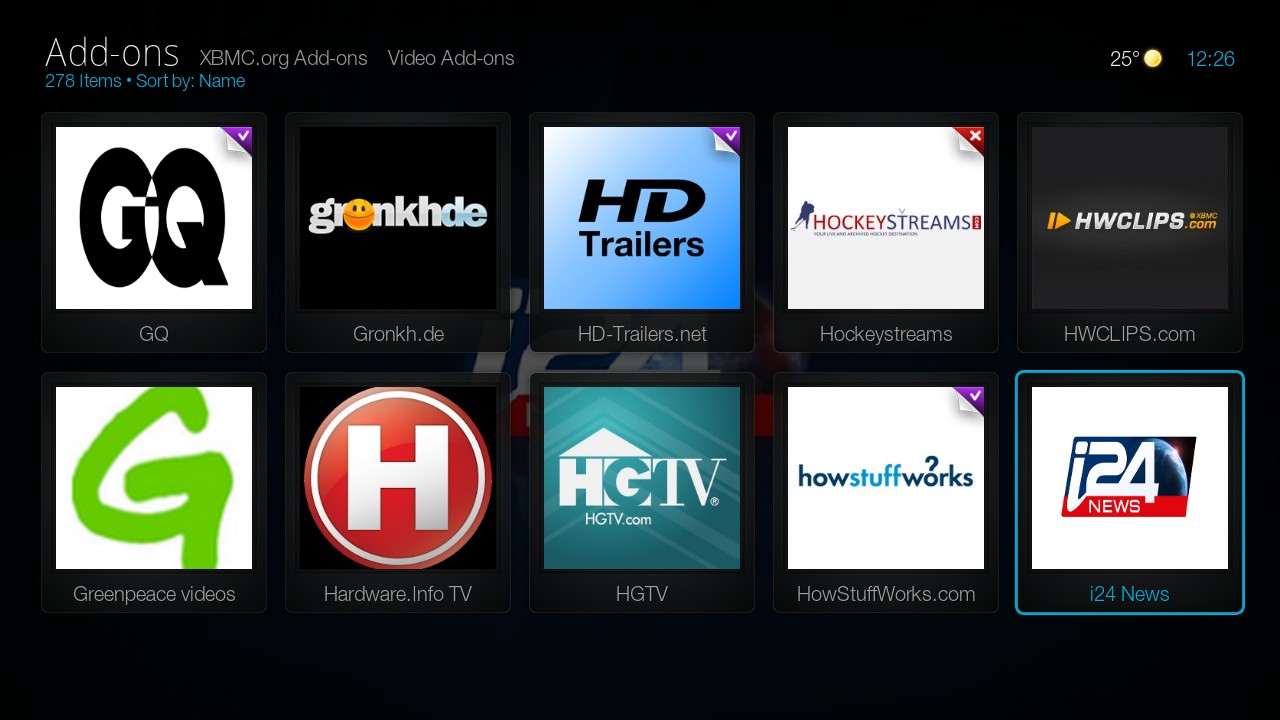 Add-ons XBMC.org Add-ons Video Add-ons
25° 12:26
278 Items • Sort by: Name
GQ
gronkhde
HD
Trailers
HOCKEYSTREAMS
YOUR LIVE AND ARCHIVED HOCKEY DESTINATION
HWCLIPS.com
XBMC
GQ
Gronkh.de
HD-Trailers.net
Hockeystreams
HWCLIPS.com
G
H
HGTV®
HGTV.com
howstuffworks
i24
NEWS
Greenpeace videos
Hardware.Info TV
HGTV
HowStuffWorks.com
i24 News